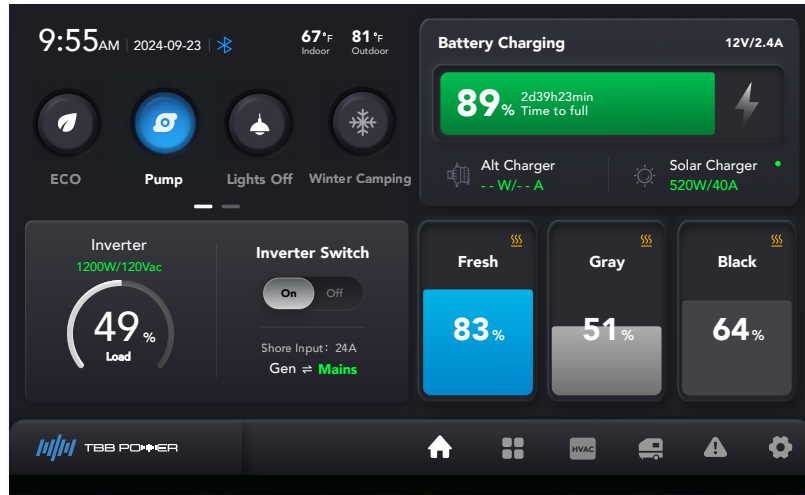 9:55AM | 2024-09-23 |
67°F
Indoor
81°F
Outdoor
ECO
Pump
Lights Off
Winter Camping
Battery Charging
12V/2.4A
89%
2d39h23min
Time to full
Alt Charger
- - W/- - A
Solar Charger
520W/40A
Inverter
1200W/120Vac
49%
Load
Inverter Switch
On
Off
Shore Input: 24A
Gen ⇌ Mains
Fresh
83%
Gray
51%
Black
64%
TBB POWER
HVAC